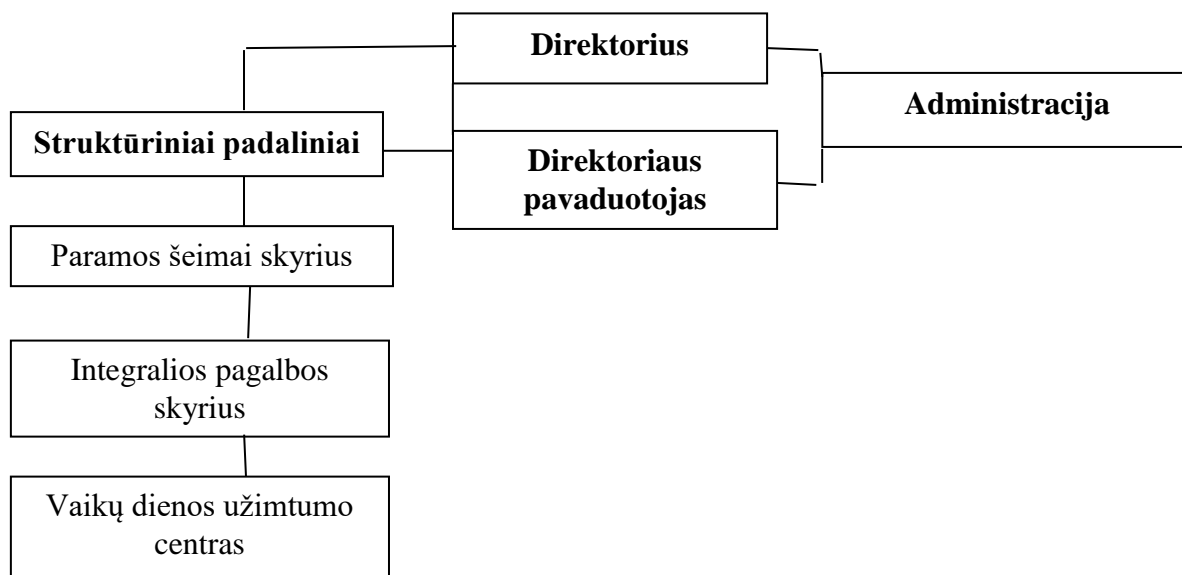 Direktorius
Administracija
Struktūriniai padaliniai
Direktoriaus
pavaduotojas
Paramos šeimai skyrius
Integralios pagalbos
skyrius
Vaikų dienos užimtumo
centras